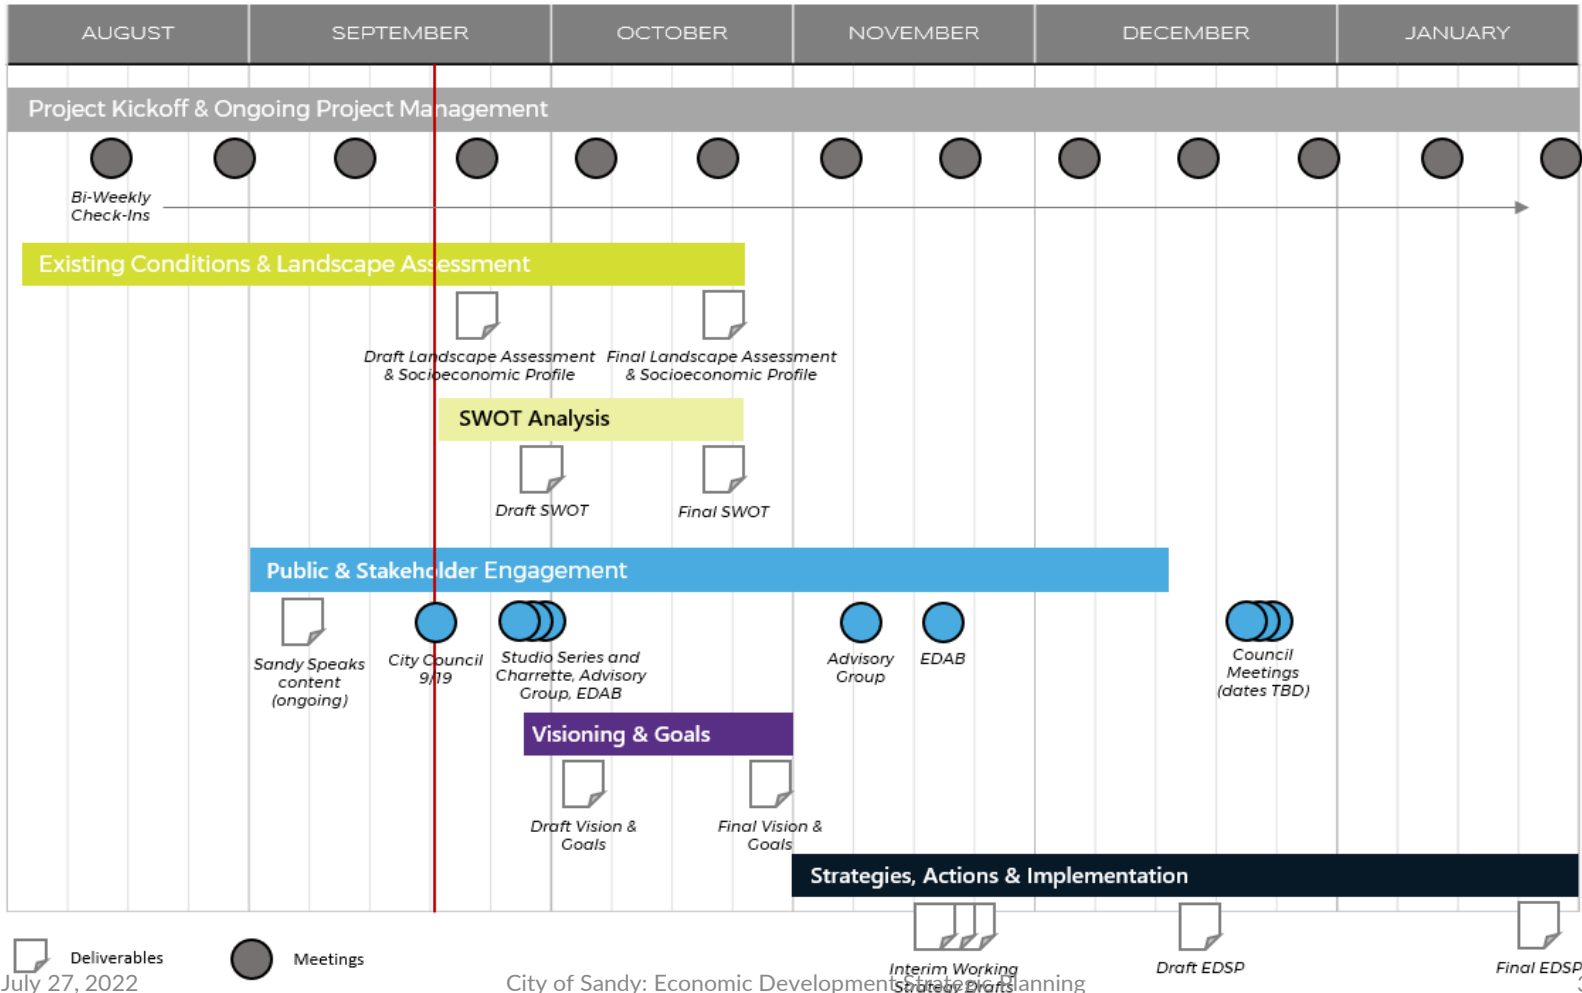 AUGUST SEPTEMBER OCTOBER NOVEMBER DECEMBER JANUARY
Project Kickoff & Ongoing Project Management
Bi-Weekly
Check-Ins
Existing Conditions & Landscape Assessment
Draft Landscape Assessment
& Socioeconomic Profile
Final Landscape Assessment
& Socioeconomic Profile
SWOT Analysis
Draft SWOT
Final SWOT
Public & Stakeholder Engagement
Sandy Speaks
content
(ongoing)
City Council
9/19
Studio Series and
Charrette, Advisory
Group, EDAB
Advisory
Group
EDAB
Council
Meetings
(dates TBD)
Visioning & Goals
Draft Vision &
Goals
Final Vision &
Goals
Strategies, Actions & Implementation
Interim Working
Strategy Drafts
Draft EDSP
Final EDSP
Deliverables
Meetings
July 27, 2022
City of Sandy: Economic Development Strategic Planning